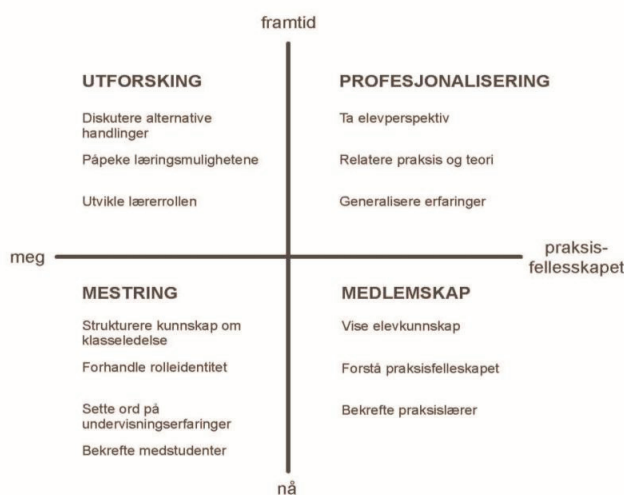 framtid
UTFORSKING
Diskutere alternative
handlinger
Påpeke læringsmulighetene
Utvikle lærerrollen
PROFESJONALISERING
Ta elevperspektiv
Relatere praksis og teori
Generalisere erfaringer
meg
praksis-
fellesskapet
MESTRING
Strukturere kunnskap om
klasseledelse
Forhandle rolleidentitet
Sette ord på
undervisningserfaringer
Bekrefte medstudenter
MEDLEMSKAP
Vise elevkunnskap
Forstå praksisfelleskapet
Bekrefte praksislærer
nå